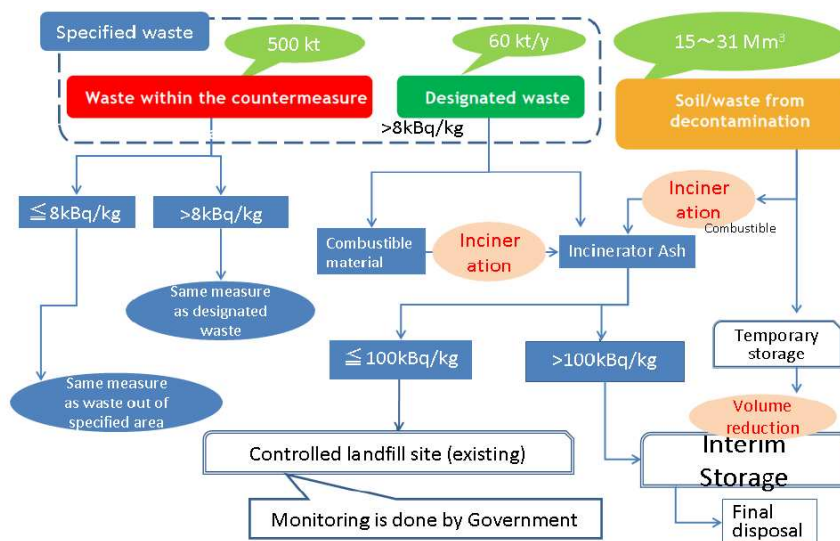 Specified waste
500 kt
60 kt/y
15～31 Mm³
Waste within the countermeasure
Designated waste
Soil/waste from
decontamination
>8kBq/kg
≦8kBq/kg
>8kBq/kg
Inciner
ation
Combustible
Combustible
material
Inciner
ation
Incinerator Ash
Same measure
as designated
waste
≦100kBq/kg
>100kBq/kg
Temporary
storage
Same measure
as waste out of
specified area
Volume
reduction
Controlled landfill site (existing)
Interim
Storage
Monitoring is done by Government
Final
disposal